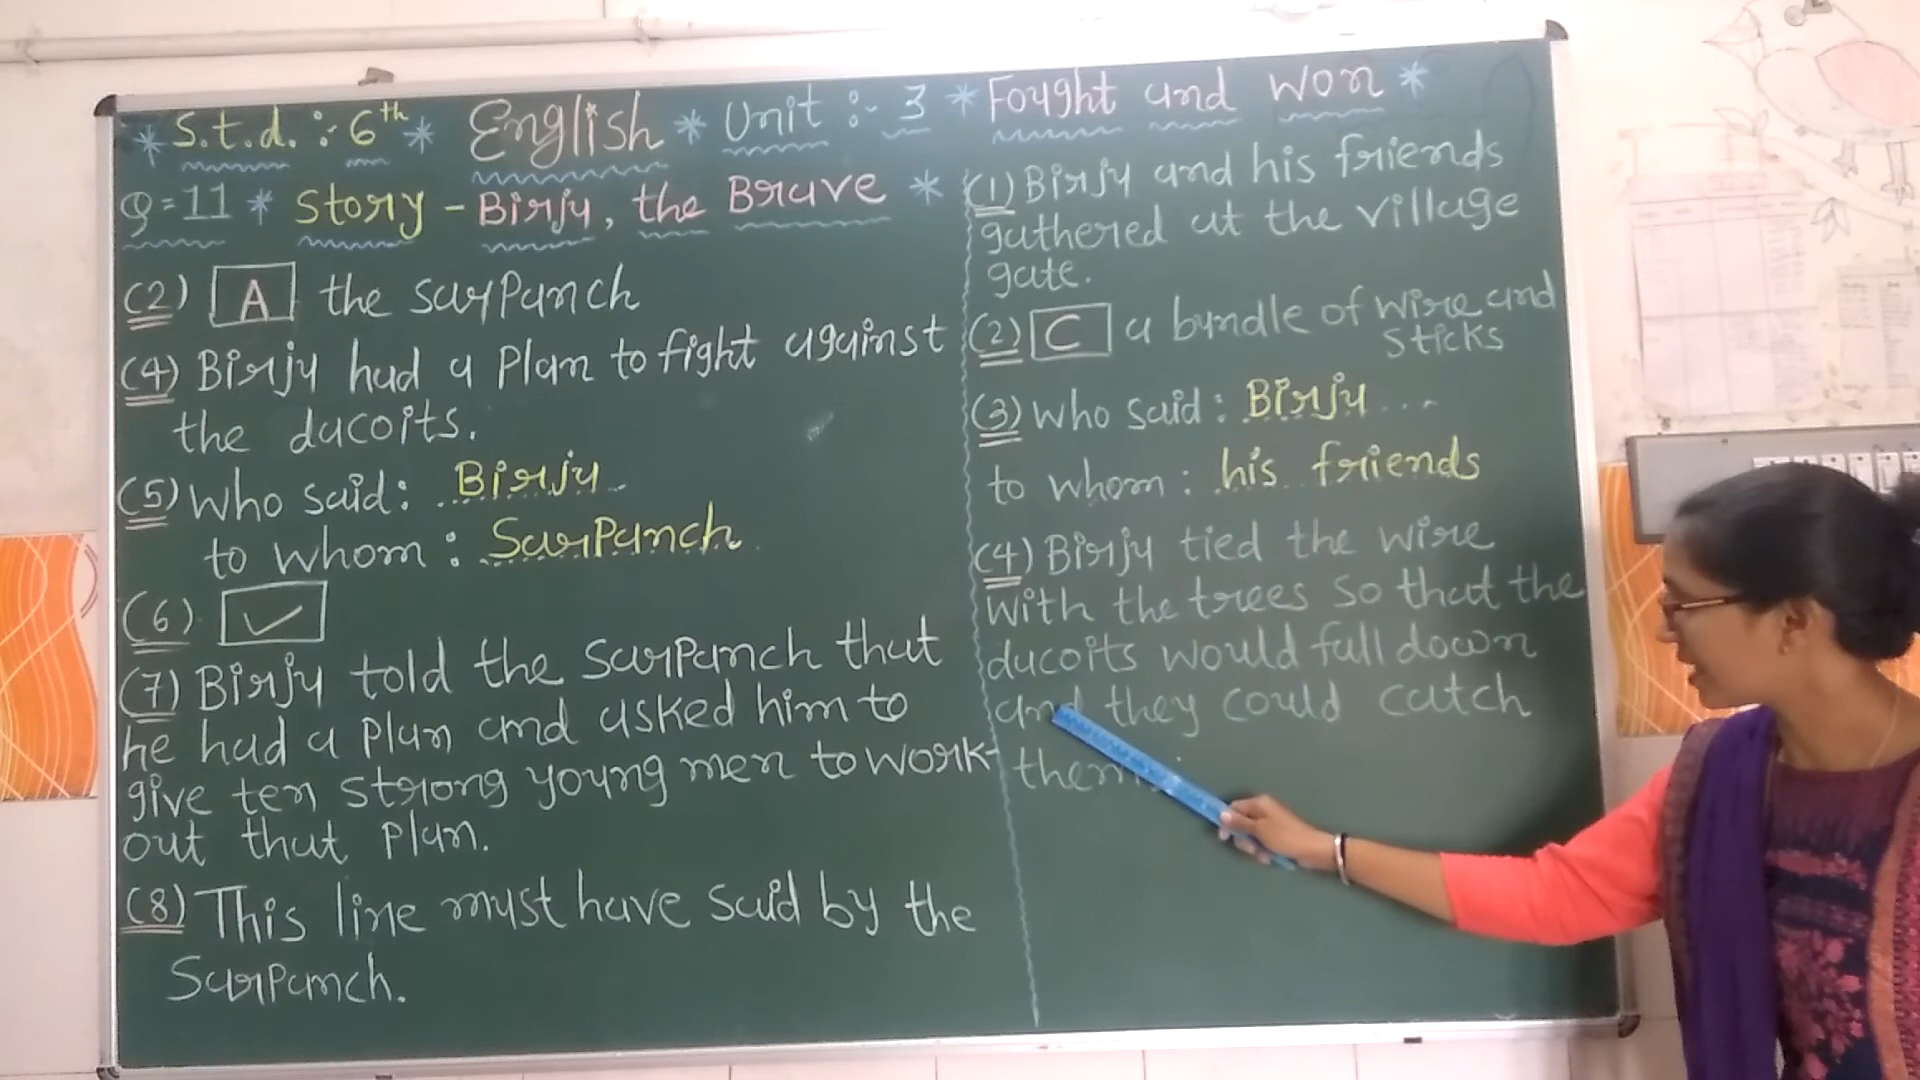 * S.t.d. :- 6th * English * Unit :- 3 * Fought and won *
Q=11 * Story - Birju, the Brave *
(2) A the sarpanch
(4) Birju had a plan to fight against
the dacoits.
(5) who said: Birju
to whom : Sarpanch
(6) ✓
(7) Birju told the Sarpanch that
he had a plan and asked him to
give ten strong young men to work-
out that plan.
(8) This line must have said by the
Sarpanch.
(1) Birju and his friends
gathered at the village
gate.
(2) C a bundle of wire and
sticks
(3) who said : Birju ...
to whom : his friends
(4) Birju tied the wire
with the trees so that the
dacoits would fall down
and they could catch
them.